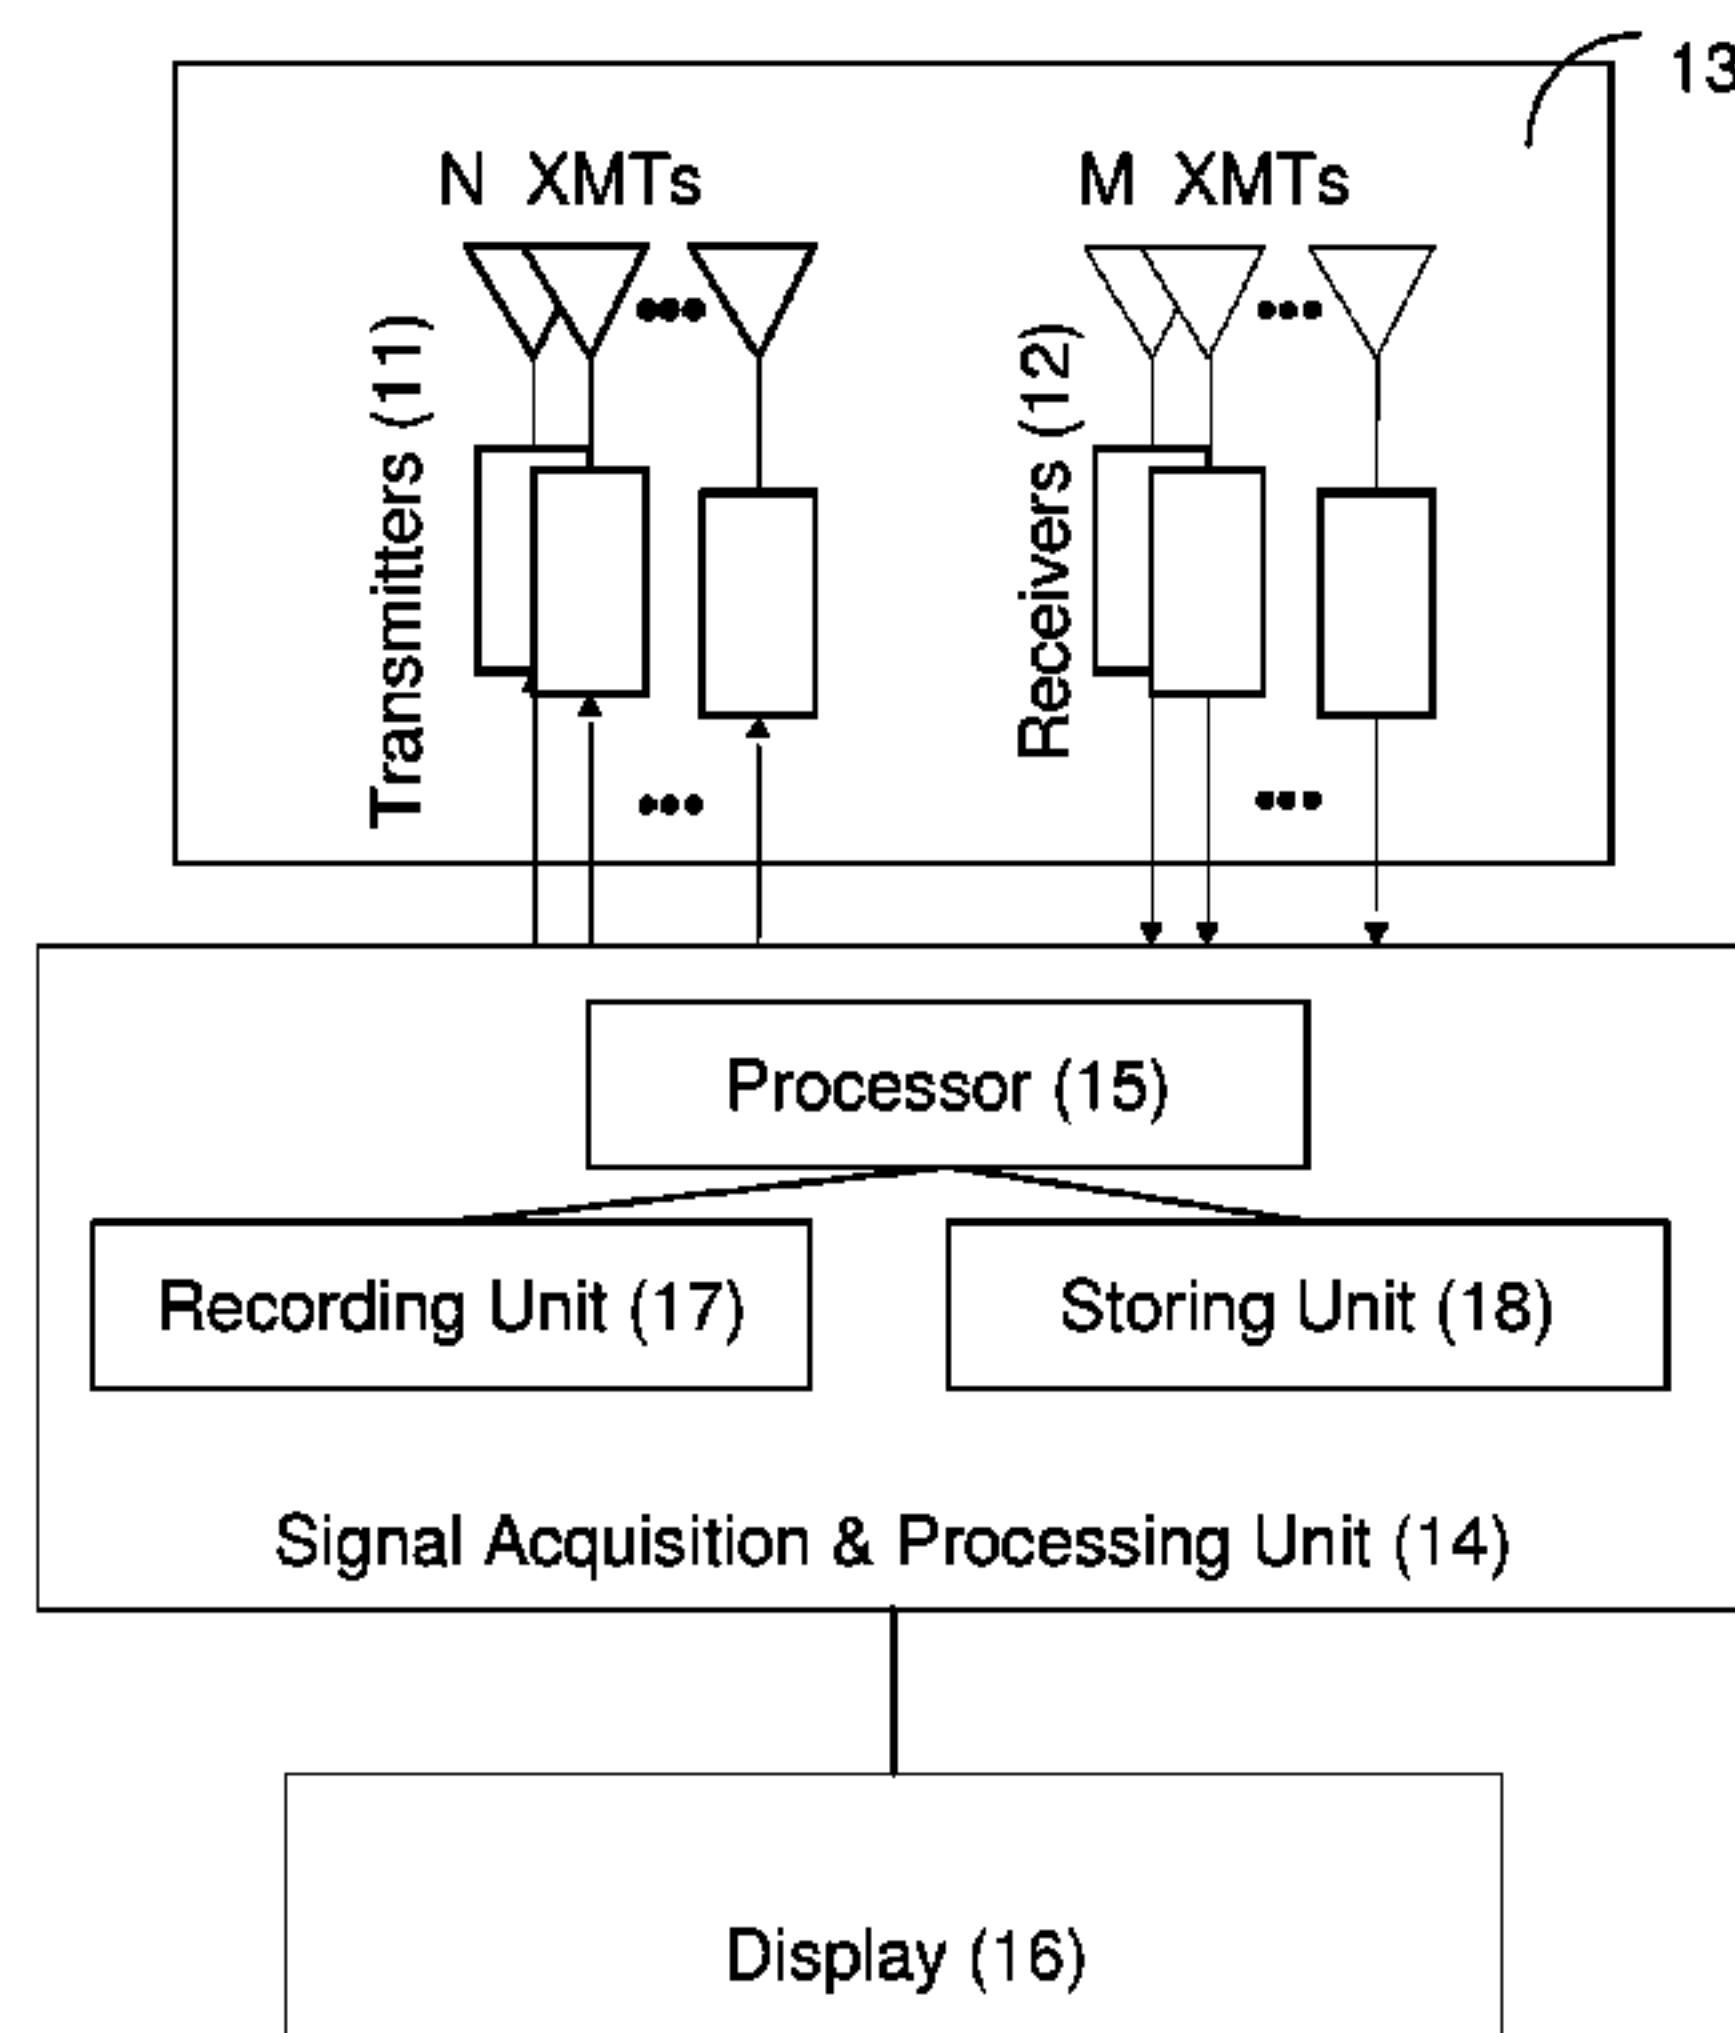 13
N XMTs
M XMTs
Transmitters (11)
Receivers (12)
Processor (15)
Recording Unit (17)
Storing Unit (18)
Signal Acquisition & Processing Unit (14)
Display (16)